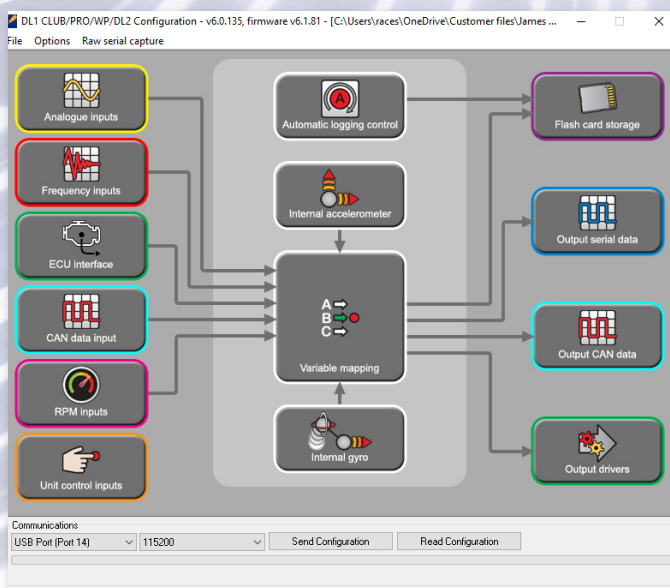 DL1 CLUB/PRO/WP/DL2 Configuration - v6.0.135, firmware v6.1.81 - [C:\Users\races\OneDrive\Customer files\James ...
File Options Raw serial capture
Analogue inputs
Frequency inputs
ECU interface
CAN data input
RPM inputs
Unit control inputs
A
Automatic logging control
Internal accelerometer
A
B
C
Variable mapping
Internal gyro
Flash card storage
Output serial data
Output CAN data
Output drivers
Communications
USB Port (Port 14) 115200 Send Configuration Read Configuration